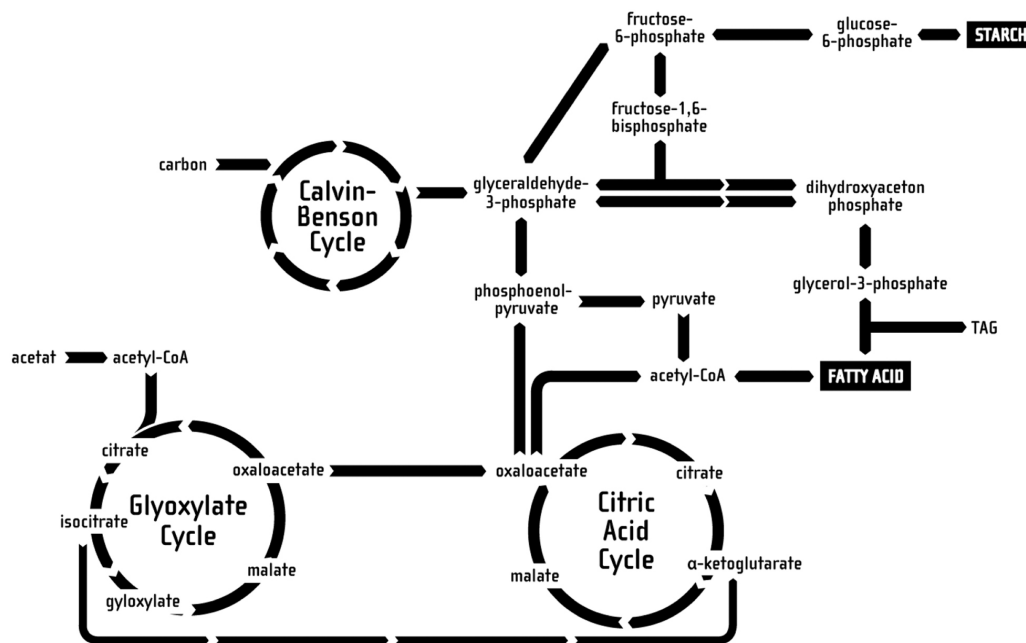 fructose-
6-phosphate
glucose-
6-phosphate
STARCH
fructose-1,6-
bisphosphate
carbon
Calvin-
Benson
Cycle
glyceraldehyde-
3-phosphate
dihydroxyaceton
phosphate
phosphoenol-
pyruvate
pyruvate
glycerol-3-phosphate
TAG
acetat
acetyl-CoA
acetyl-CoA
FATTY ACID
citrate
oxaloacetate
oxaloacetate
citrate
Glyoxylate
Cycle
Citric
Acid
Cycle
isocitrate
malate
malate
α-ketoglutarate
gyloxylate